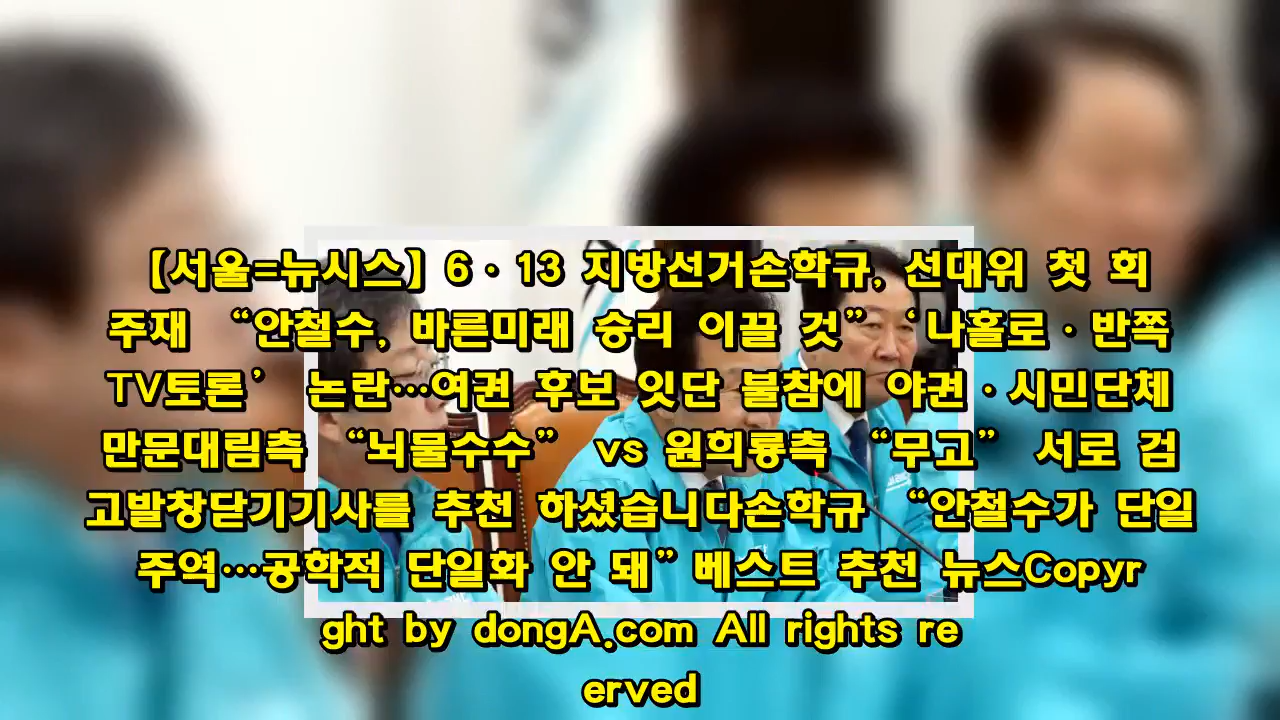 【서울=뉴시스】6·13 지방선거손학규, 선대위 첫 회
주재 “안철수, 바른미래 승리 이끌 것” ‘나홀로·반쪽
TV토론’ 논란…여권 후보 잇단 불참에 야권·시민단체
만문대림측 “뇌물수수” vs 원희룡측 “무고” 서로 검
고발창닫기기사를 추천 하셨습니다손학규 “안철수가 단일
주역…공학적 단일화 안 돼”베스트 추천 뉴스Copyr
ght by dongA.com All rights re
erved